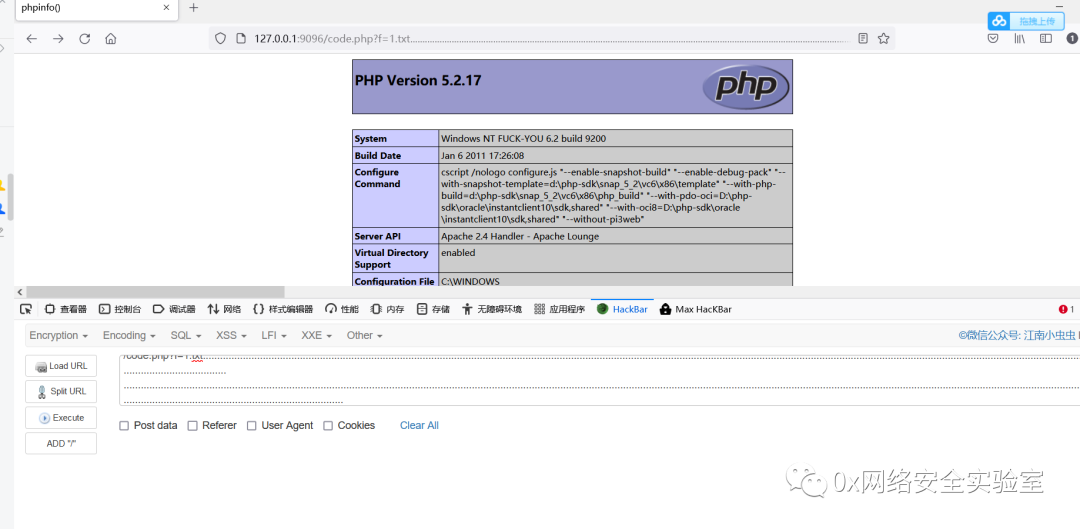 phpinfo()
拖拽上传
127.0.0.1:9096/code.php?f=1.txt
1
PHP Version 5.2.17
php
System Windows NT FUCK-YOU 6.2 build 9200
Build Date Jan 6 2011 17:26:08
Configure Command cscript /nologo configure.js "--enable-snapshot-build" "--enable-debug-pack" "--
with-snapshot-template=d:\php-sdk\snap_5_2\vc6\x86\template" "--with-php-
build=d:\php-sdk\snap_5_2\vc6\x86\php_build" "--with-pdo-oci=D:\php-
sdk\oracle\instantclient10\sdk,shared" "--with-oci8=D:\php-sdk\oracle
\instantclient10\sdk,shared" "--without-pi3web"
Server API Apache 2.4 Handler - Apache Lounge
Virtual Directory Support enabled
Configuration File C:\WINDOWS
查看器 控制台 调试器 网络 样式编辑器 性能 内存 存储 无障碍环境 应用程序 HackBar Max HacKBar 1
Encryption Encoding SQL XSS LFI XXE Other ©微信公众号: 江南小虫虫
Load URL
/code.php?f=1.txt
Split URL
Execute
ADD "/"
Post data Referer User Agent Cookies Clear All
0x网络安全实验室